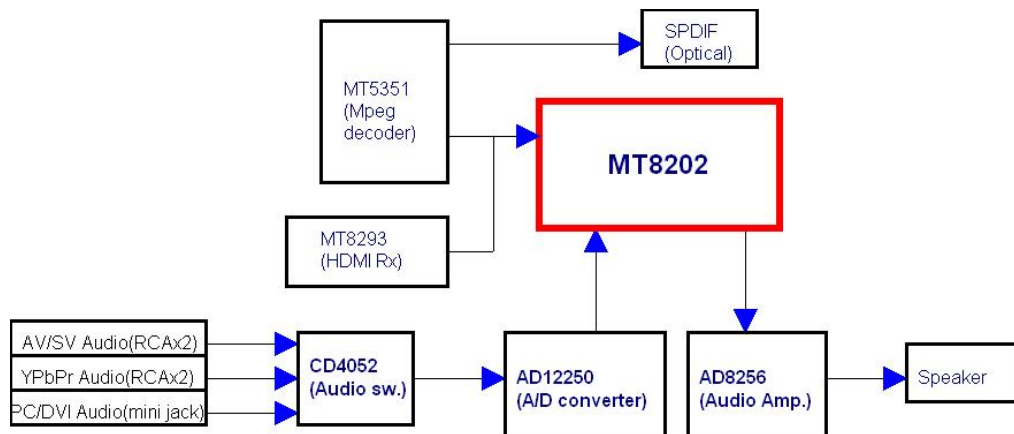 SPDIF
(Optical)
MT5351
(Mpeg
decoder)
MT8202
MT8293
(HDMI Rx)
AV/SV Audio(RCAx2)
YPbPr Audio(RCAx2)
PC/DVI Audio(mini jack)
CD4052
(Audio sw.)
AD12250
(A/D converter)
AD8256
(Audio Amp.)
Speaker